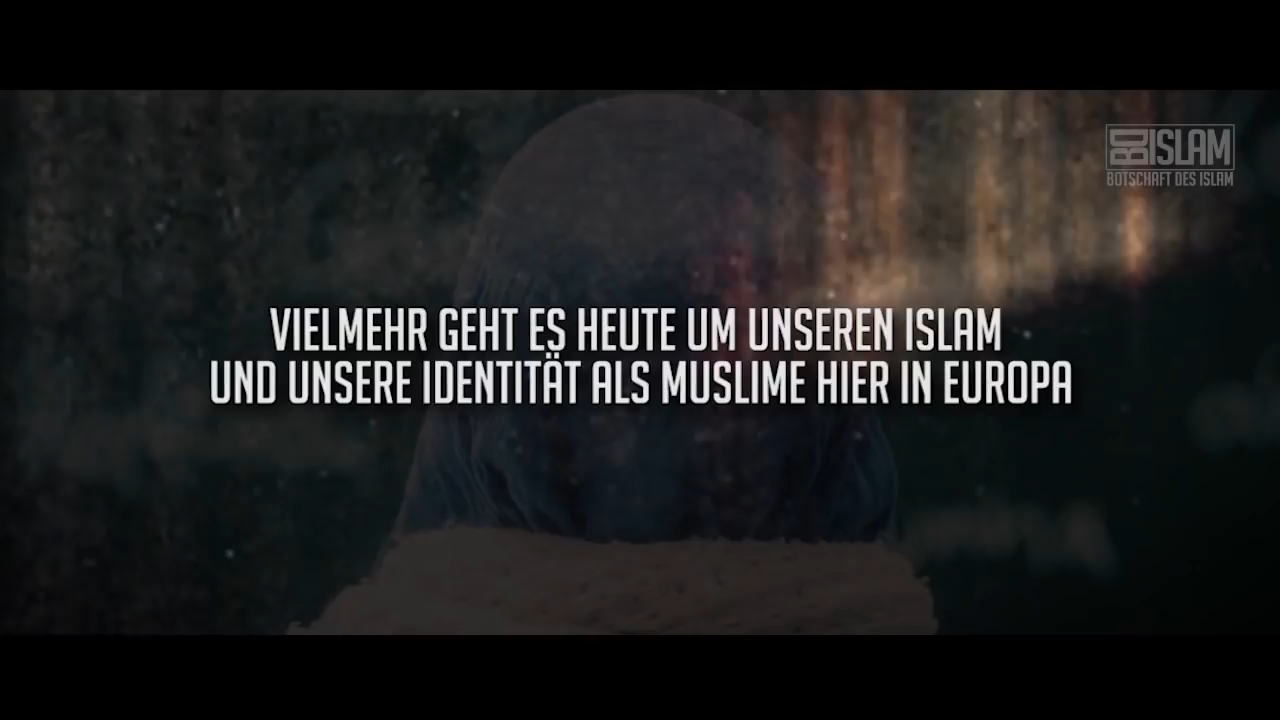 BD ISLAM
BOTSCHAFT DES ISLAM
VIELMEHR GEHT ES HEUTE UM UNSEREN ISLAM
UND UNSERE IDENTITÄT ALS MUSLIME HIER IN EUROPA